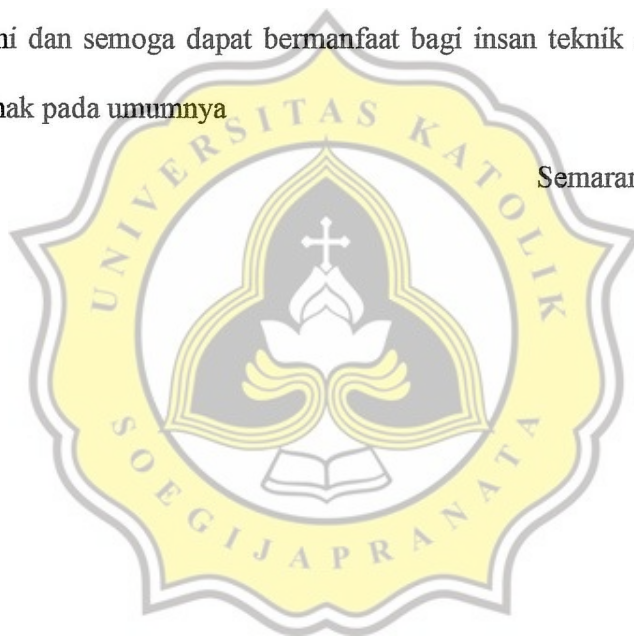 ni dan semoga dapat bermanfaat bagi insan teknik
nak pada umumnya
Semaran
UNIVERSITAS KATOLIK
SOEGIJAPRANATA